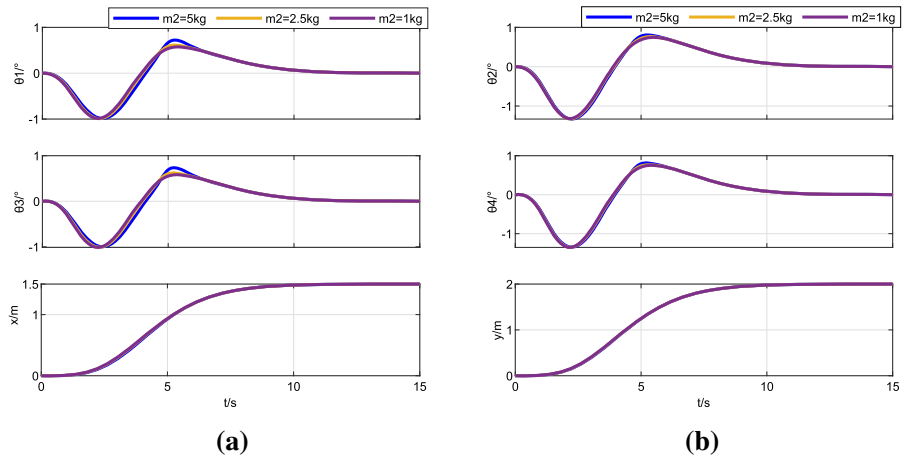 m2=5kg m2=2.5kg m2=1kg
1
0
-1
θ1/°
1
0
-1
θ3/°
1.5
1
0
x/m
0 5 10 15
t/s
(a)
m2=5kg m2=2.5kg m2=1kg
1
0
-1
θ2/°
1
0
-1
θ4/°
2
1
0
y/m
0 5 10 15
t/s
(b)